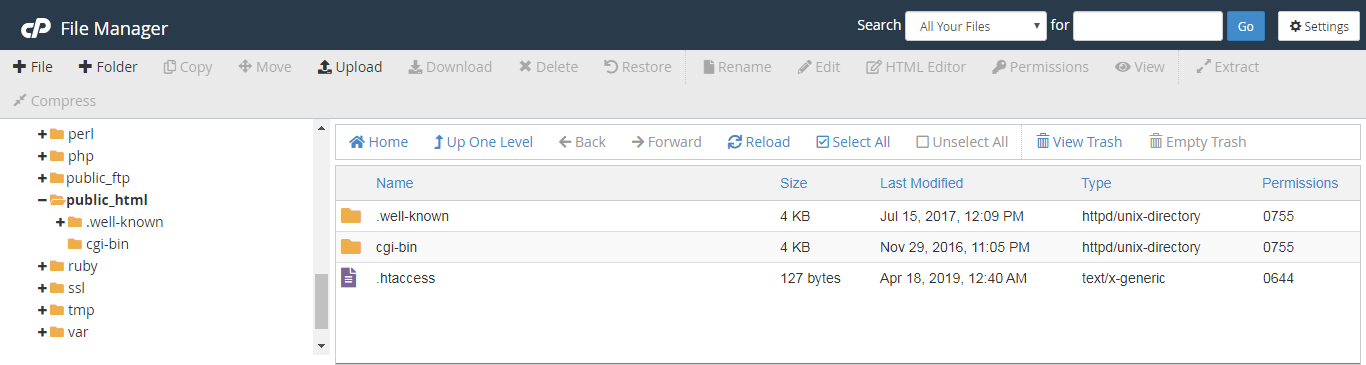 cP File Manager Search All Your Files for Go Settings
File Folder Copy Move Upload Download Delete Restore Rename Edit HTML Editor Permissions View Extract
Compress
perl
php
public_ftp
public_html
.well-known
cgi-bin
ruby
ssl
tmp
var
Home Up One Level Back Forward Reload Select All Unselect All View Trash Empty Trash
Name Size Last Modified Type Permissions
.well-known 4 KB Jul 15, 2017, 12:09 PM httpd/unix-directory 0755
cgi-bin 4 KB Nov 29, 2016, 11:05 PM httpd/unix-directory 0755
.htaccess 127 bytes Apr 18, 2019, 12:40 AM text/x-generic 0644